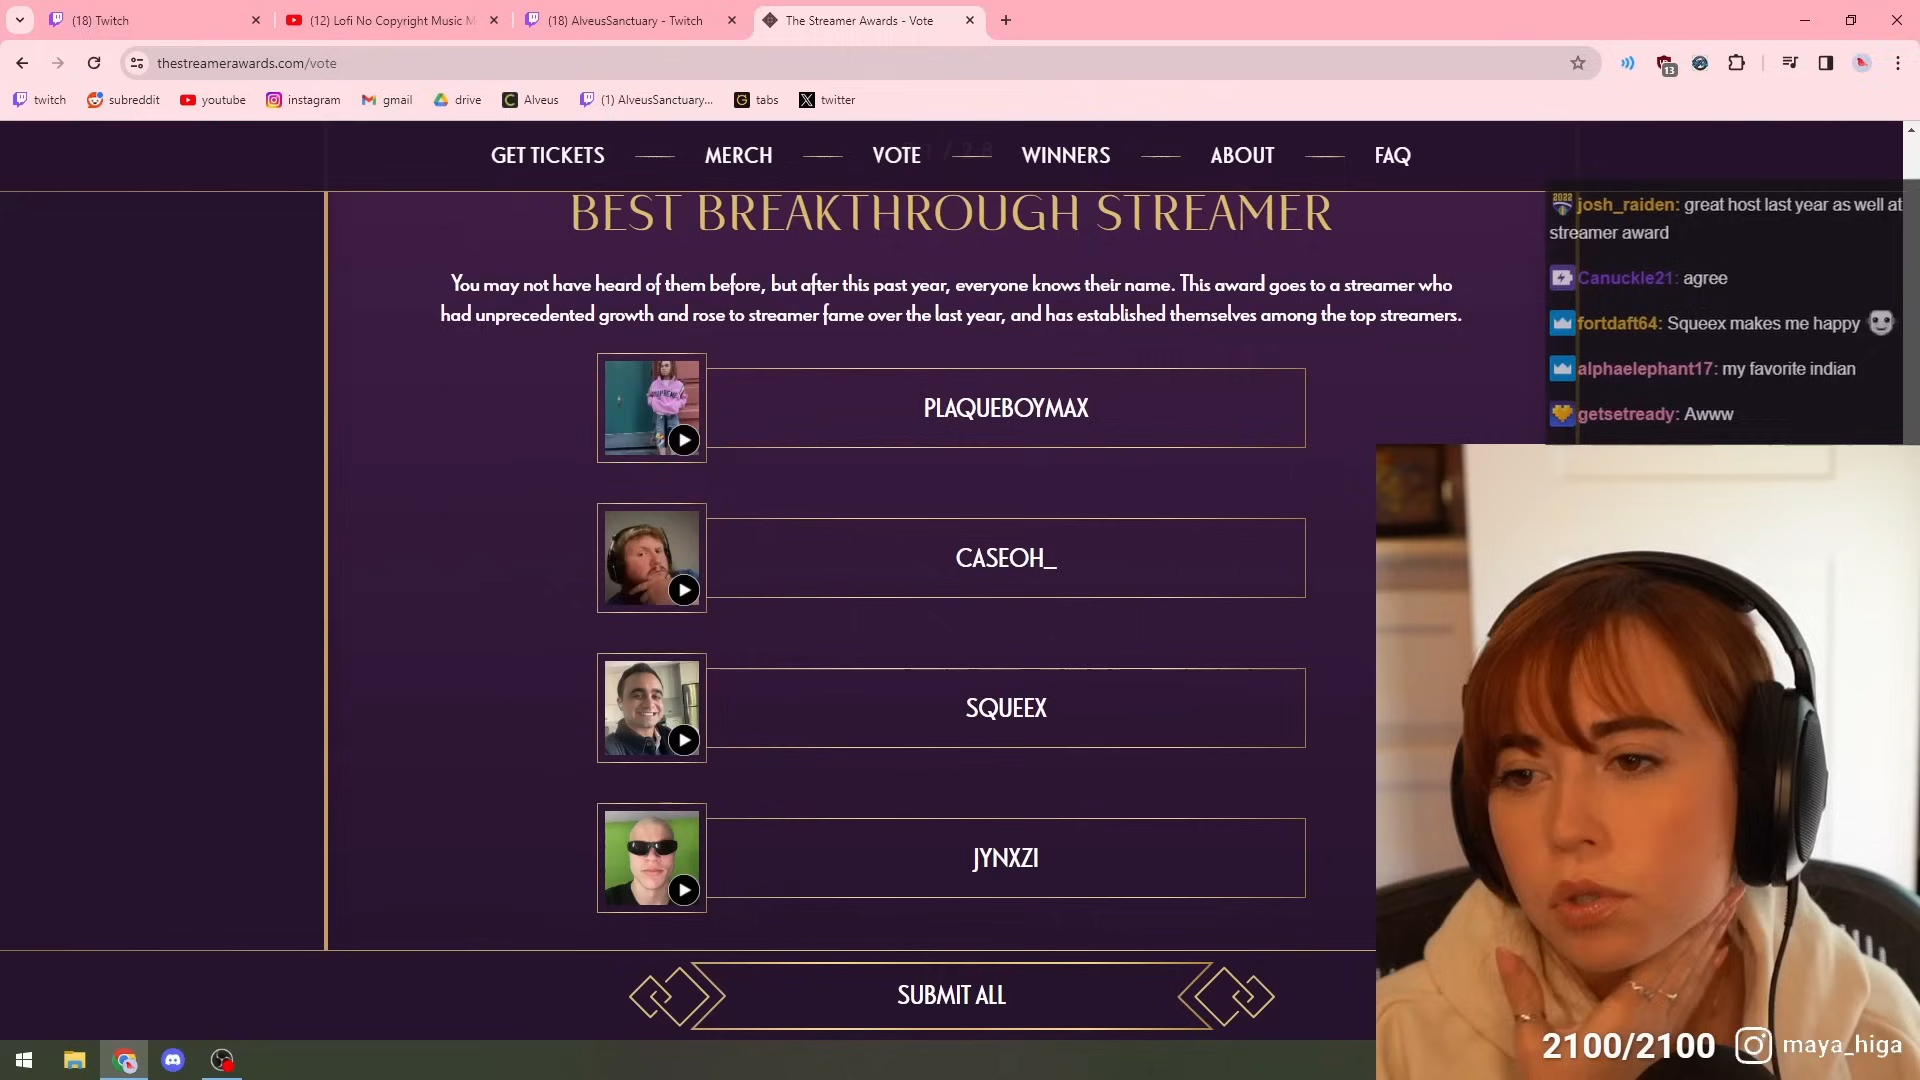 (18) Twitch
(12) Lofi No Copyright Music M
(18) AlveusSanctuary - Twitch
The Streamer Awards - Vote
thestreamerawards.com/vote
13
twitch
subreddit
youtube
instagram
gmail
drive
Alveus
(1) AlveusSanctuary...
tabs
twitter
GET TICKETS
MERCH
VOTE
WINNERS
ABOUT
FAQ
BEST BREAKTHROUGH STREAMER
You may not have heard of them before, but after this past year, everyone knows their name. This award goes to a streamer who
had unprecedented growth and rose to streamer fame over the last year, and has established themselves among the top streamers.
PLAQUEBOYMAX
CASEOH_
SQUEEX
JYNXZI
SUBMIT ALL
2022 josh_raiden: great host last year as well at
streamer award
Canuckle21: agree
fortdaft64: Squeex makes me happy
alphaelephant17: my favorite indian
getsetready: Awww
2100/2100
maya_higa